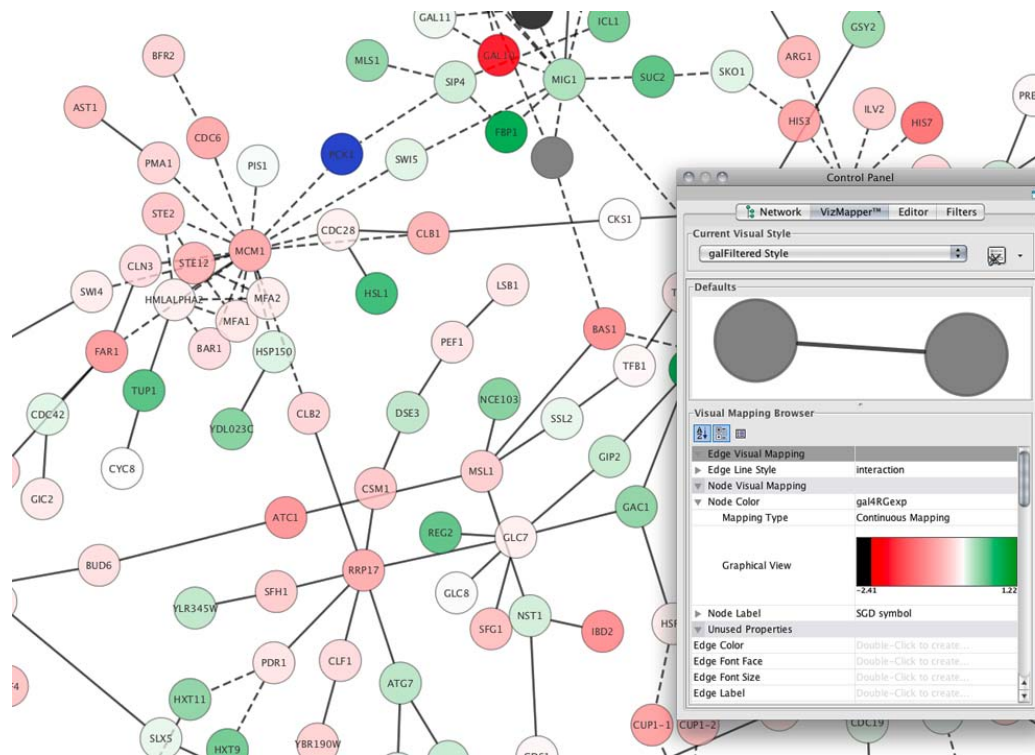 GAL11
ICL1
GSY2
BFR2
MLS1
GAL10
SIP4
MIG1
SUC2
SKO1
ARG1
AST1
CDC6
FBP1
HIS3
ILV2
HIS7
PRE
PMA1
PIS1
PCK1
SWI5
STE2
CDC28
CLB1
CKS1
MCM1
CLN3
STE12
SWI4
HMLALPHA2
MFA2
HSL1
LSB1
MFA1
BAS1
FAR1
BAR1
HSP150
PEF1
TFB1
TUP1
CDC42
YDL023C
CLB2
DSE3
NCE103
SSL2
CYC8
GIC2
CSM1
MSL1
GIP2
ATC1
GAC1
REG2
GLC7
BUD6
RRP17
SFH1
GLC8
YLR345W
SFG1
NST1
IBD2
HSP
PDR1
CLF1
ATG7
T4
HXT11
SLX5
HXT9
YBR190W
CUP1-1
CUP1-2
CDC19
Control Panel
Network
VizMapper™
Editor
Filters
Current Visual Style
galFiltered Style
Defaults
Visual Mapping Browser
Edge Visual Mapping
Edge Line Style interaction
Node Visual Mapping
Node Color gal4RGexp
Mapping Type Continuous Mapping
Graphical View
-2.41 1.22
Node Label SGD symbol
Unused Properties
Edge Color Double-Click to create...
Edge Font Face Double-Click to create...
Edge Font Size Double-Click to create...
Edge Label Double-Click to create...